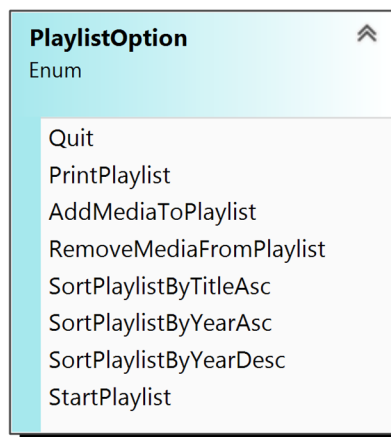 PlaylistOption
Enum
Quit
PrintPlaylist
AddMediaToPlaylist
RemoveMediaFromPlaylist
SortPlaylistByTitleAsc
SortPlaylistByYearAsc
SortPlaylistByYearDesc
StartPlaylist